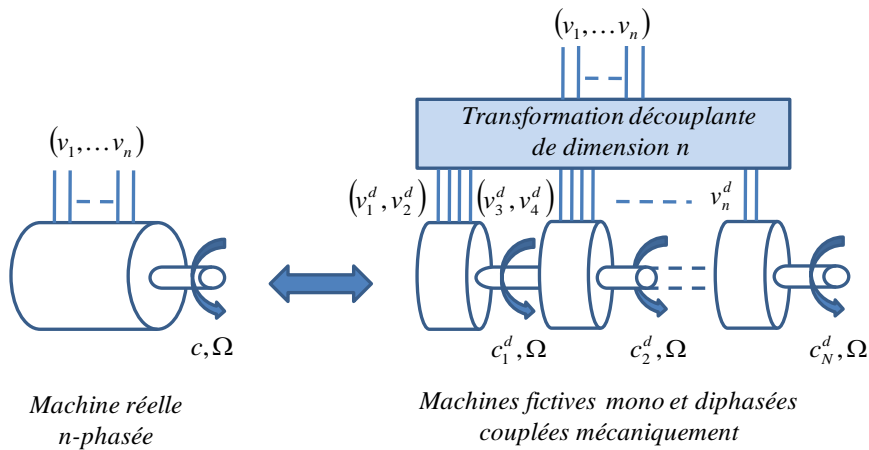 (v₁,…vₙ)
Transformation découplante
de dimension n
(v₁,…vₙ)
(v₁ᵈ,v₂ᵈ) (v₃ᵈ,v₄ᵈ) vₙᵈ
c,Ω c₁ᵈ,Ω c₂ᵈ,Ω c_Nᵈ,Ω
Machine réelle
n-phasée
Machines fictives mono et diphasées
couplées mécaniquement